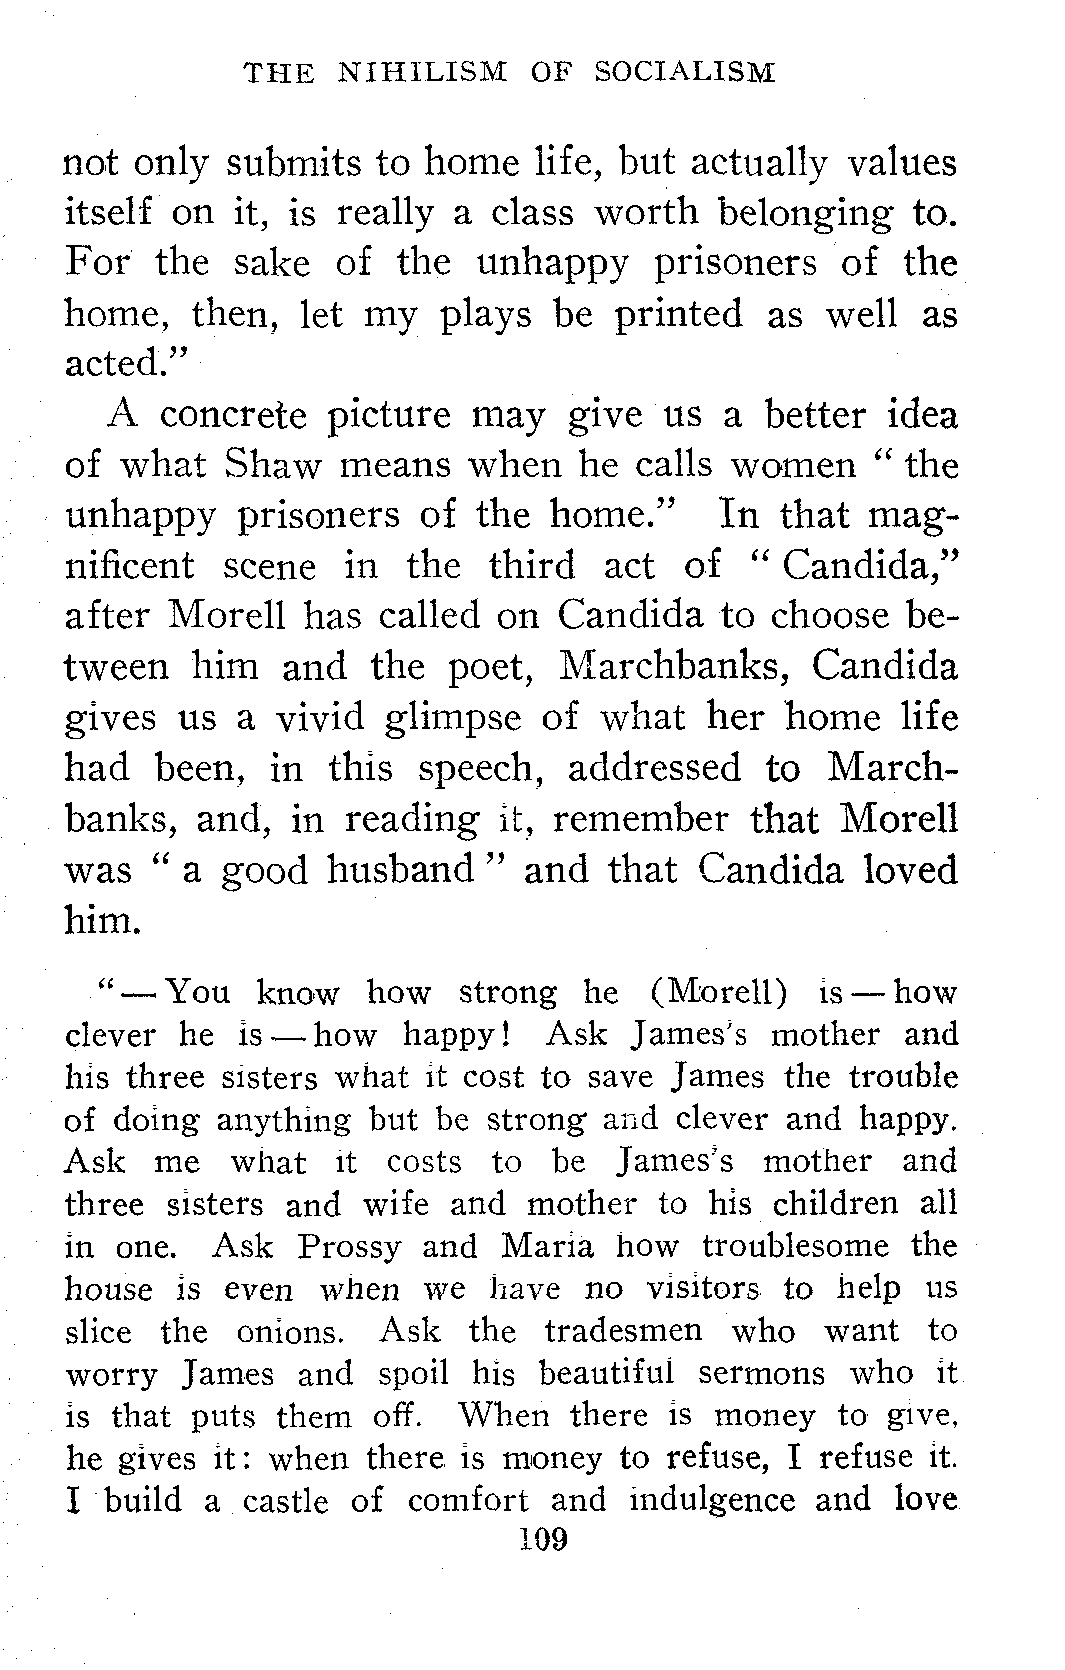 THE NIHILISM OF SOCIALISM
not only submits to home life, but actually values
itself on it, is really a class worth belonging to.
For the sake of the unhappy prisoners of the
home, then, let my plays be printed as well as
acted.”
A concrete picture may give us a better idea
of what Shaw means when he calls women “ the
unhappy prisoners of the home.” In that mag-
nificent scene in the third act of “ Candida,”
after Morell has called on Candida to choose be-
tween him and the poet, Marchbanks, Candida
gives us a vivid glimpse of what her home life
had been, in this speech, addressed to March-
banks, and, in reading it, remember that Morell
was “ a good husband ” and that Candida loved
him.
“ — You know how strong he (Morell) is — how
clever he is — how happy! Ask James’s mother and
his three sisters what it cost to save James the trouble
of doing anything but be strong and clever and happy.
Ask me what it costs to be James’s mother and
three sisters and wife and mother to his children all
in one. Ask Prossy and Maria how troublesome the
house is even when we have no visitors to help us
slice the onions. Ask the tradesmen who want to
worry James and spoil his beautiful sermons who it
is that puts them off. When there is money to give,
he gives it: when there is money to refuse, I refuse it.
I build a castle of comfort and indulgence and love
109